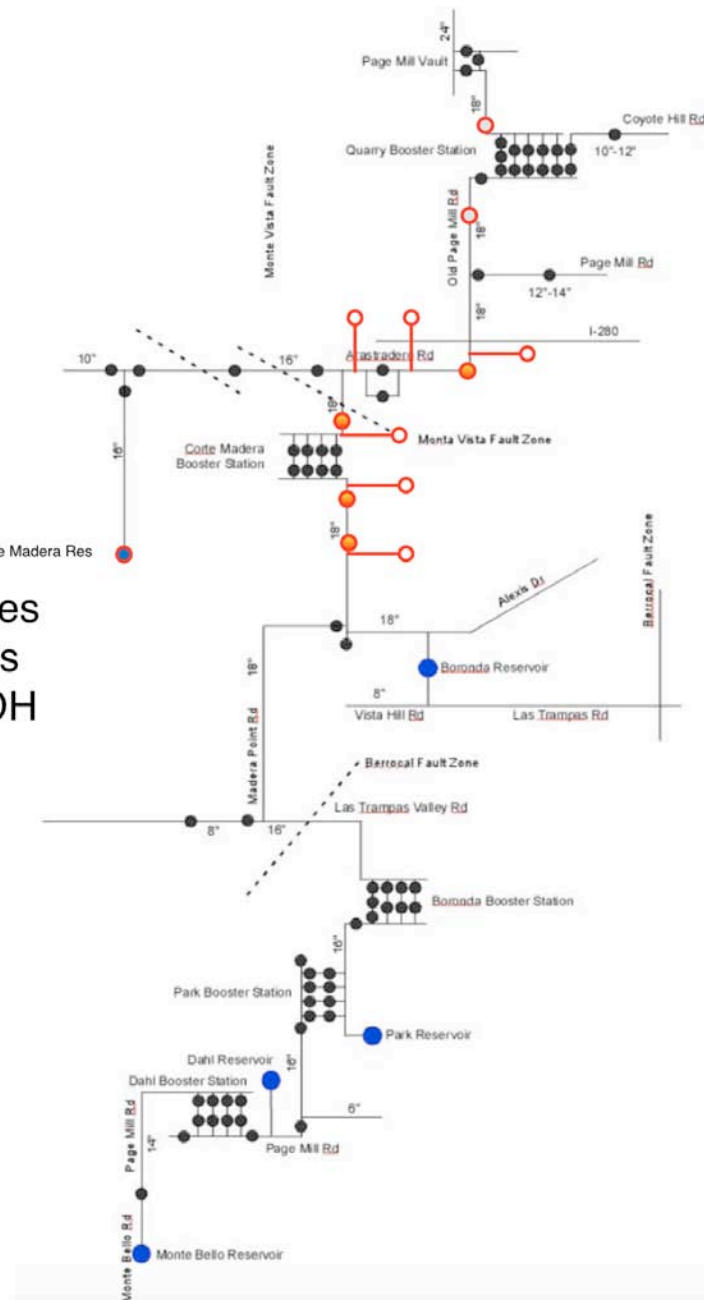 24"
Page Mill Vault
18"
Coyote Hill Rd
Quarry Booster Station
10"-12"
Monte Vista Fault Zone
Old Page Mill Rd
18"
Page Mill Rd
12"-14"
18"
I-280
10"
16"
Arastradero Rd
18"
Monta Vista Fault Zone
Corte Madera
Booster Station
16"
18"
e Madera Res
es
s
OH
Alexis Dr
Berrocal Fault Zone
18"
Boronda Reservoir
18"
8"
Vista Hill Rd
Las Trampas Rd
Madera Point Rd
Berrocal Fault Zone
Las Trampas Valley Rd
8"
16"
Boronda Booster Station
16"
Park Booster Station
Park Reservoir
Dahl Reservoir
16"
Dahl Booster Station
6"
Page Mill Rd
14"
Page Mill Rd
Monte Bello Rd
Monte Bello Reservoir